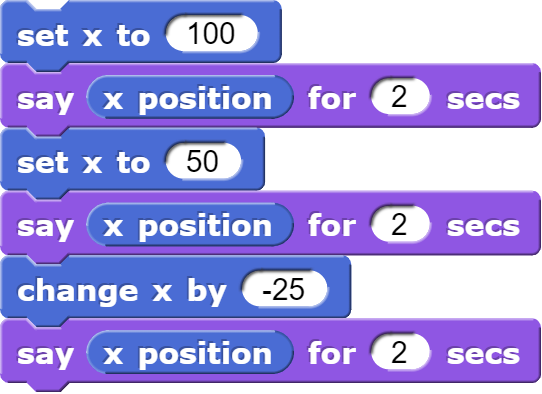 set x to 100
say x position for 2 secs
set x to 50
say x position for 2 secs
change x by -25
say x position for 2 secs